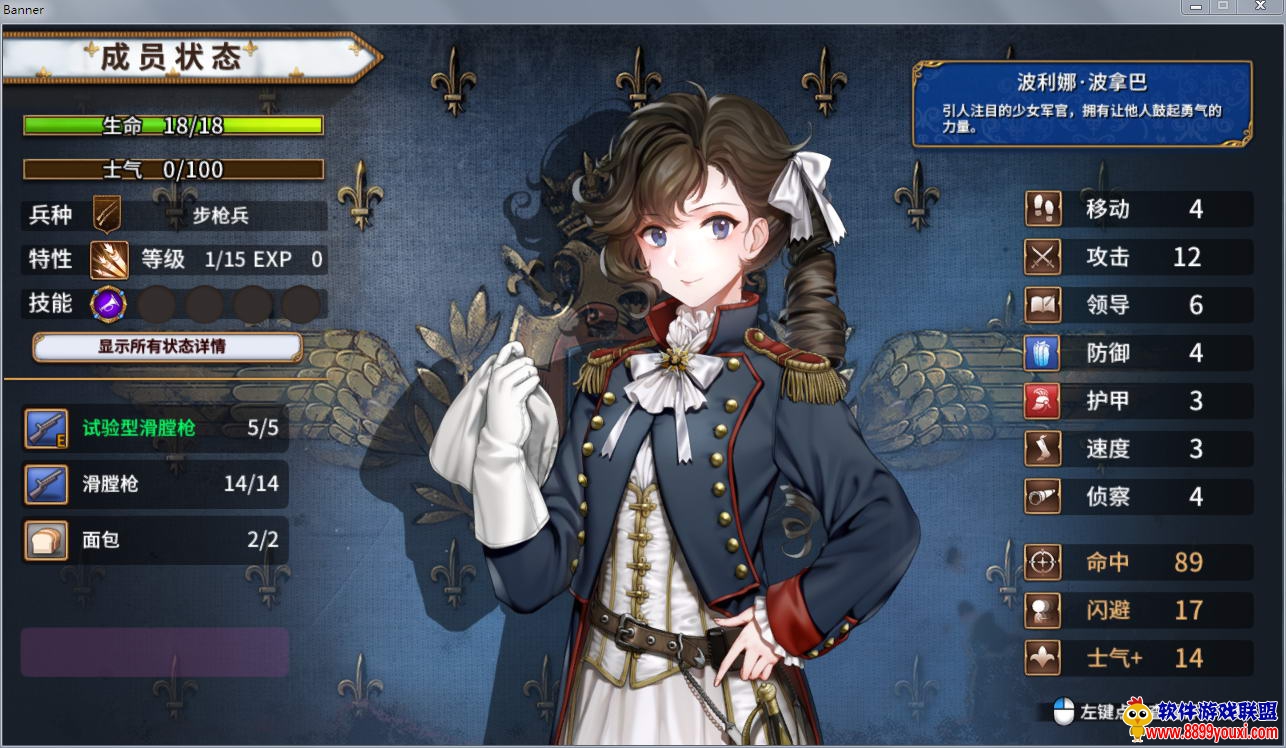 Banner
成员状态
生命 18/18
士气 0/100
兵种 步枪兵
特性 等级 1/15 EXP 0
技能
显示所有状态详情
E 试验型滑膛枪 5/5
滑膛枪 14/14
面包 2/2
波利娜·波拿巴
引人注目的少女军官，拥有让他人鼓起勇气的
力量。
移动 4
攻击 12
领导 6
防御 4
护甲 3
速度 3
侦察 4
命中 89
闪避 17
士气+ 14
左键点
软件游戏联盟
www.8899youxi.com